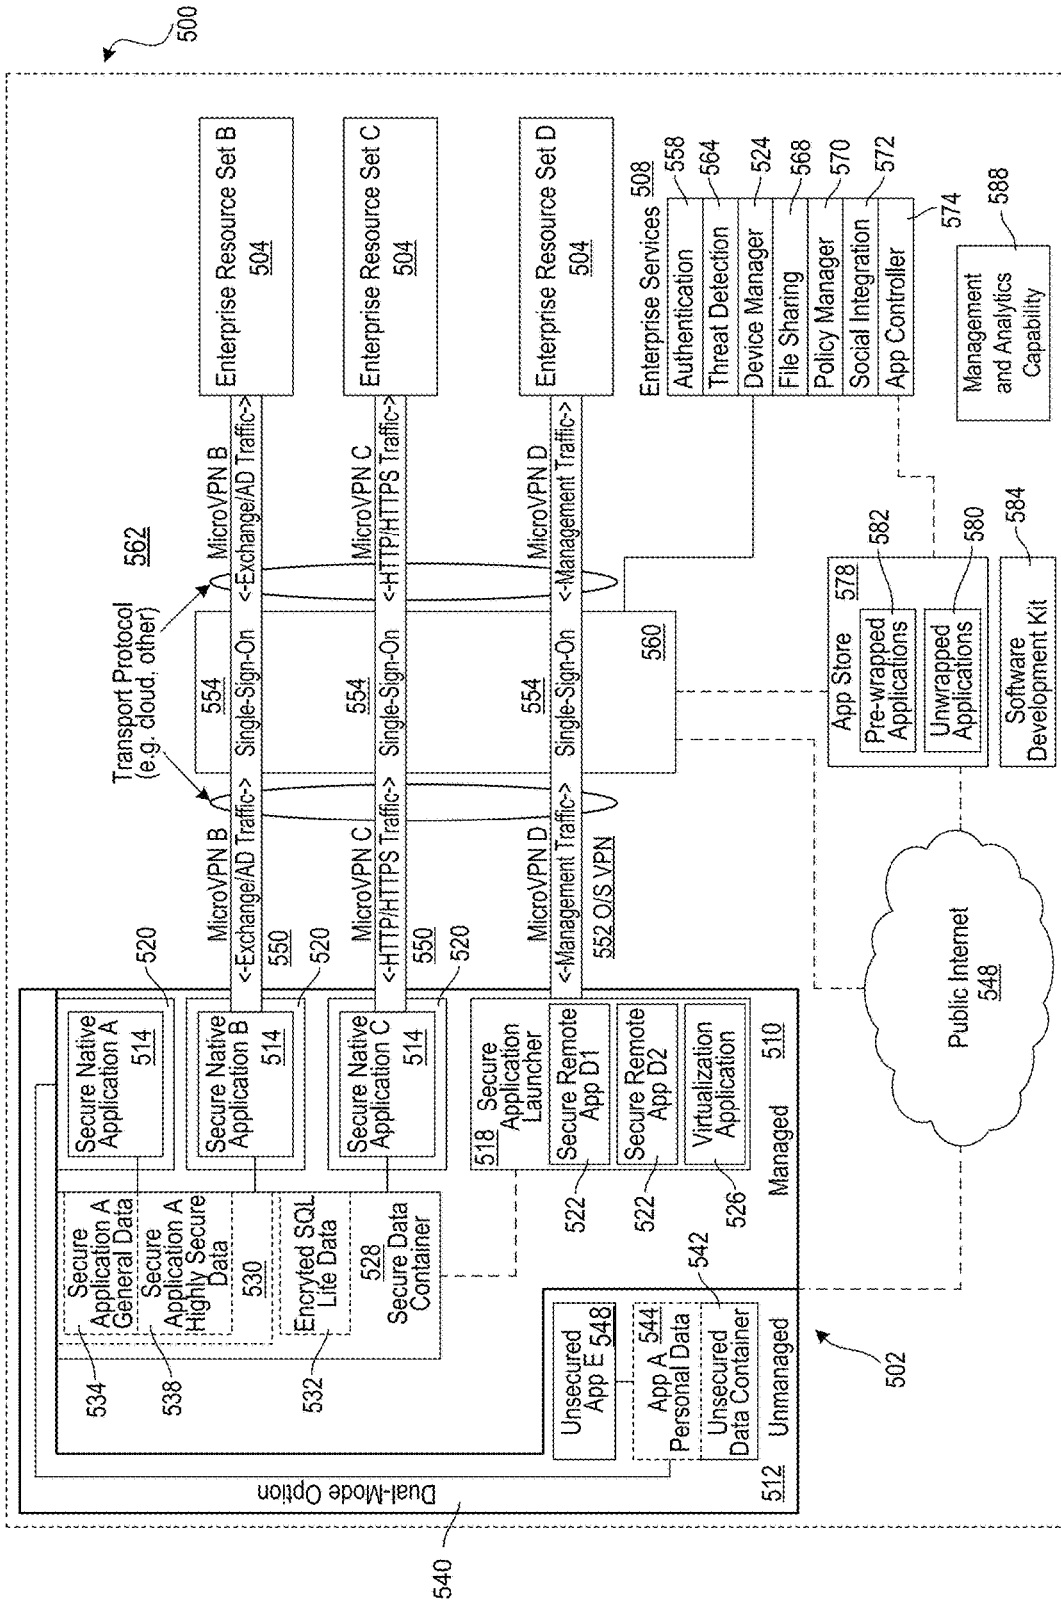 500
Transport Protocol
(e.g. cloud, other)
562
540
Dual-Mode Option
534
538
532
Secure
Application A
General Data
Secure
Application A
Highly Secure
Data
530
Encryted SQL
Lite Data
528
Secure Data
Container
Secure Native
Application A
514
520
Secure Native
Application B
514
520
Secure Native
Application C
514
520
518
Secure
Application
Launcher
Secure Remote
App D1
522
Secure Remote
App D2
522
Virtualization
Application
526
510
Managed
Unsecured
App E
548
544
App A
Personal Data
542
Unsecured
Data Container
512
Unmanaged
502
MicroVPN B
<-Exchange/AD Traffic->
550
MicroVPN C
<-HTTP/HTTPS Traffic->
550
MicroVPN D
<-Management Traffic->
552 O/S VPN
554
Single-Sign-On
554
Single-Sign-On
554
Single-Sign-On
560
MicroVPN B
<-Exchange/AD Traffic->
MicroVPN C
<-HTTP/HTTPS Traffic->
MicroVPN D
<-Management Traffic->
Enterprise Resource Set B
504
Enterprise Resource Set C
504
Enterprise Resource Set D
504
Enterprise Services 508
Authentication
558
Threat Detection
564
Device Manager
524
File Sharing
568
Policy Manager
570
Social Integration
572
App Controller
574
Public Internet
548
App Store
578
Pre-wrapped
Applications
582
Unwrapped
Applications
580
Software
Development Kit
584
Management
and Analytics
Capability
588